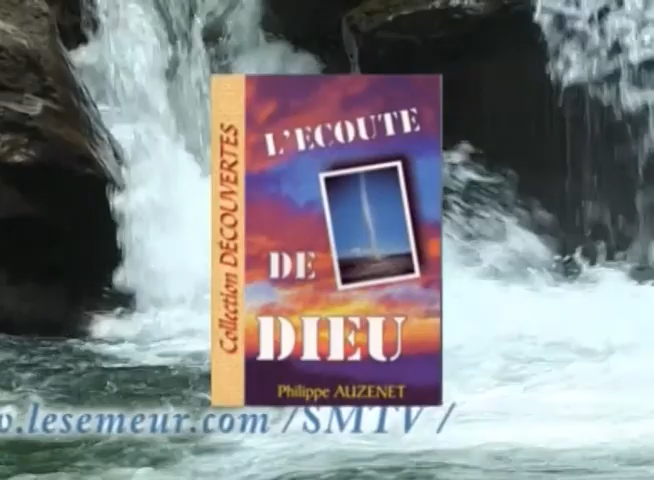 Collection DÉCOUVERTES
L'ECOUTE
DE
DIEU
Philippe AUZENET
w.lesemeur.com /SMTV /